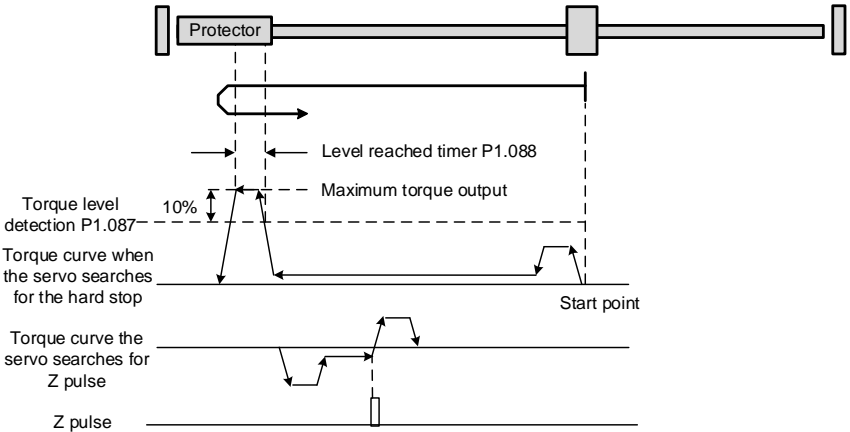 Protector
Level reached timer P1.088
Maximum torque output
10%
Torque level
detection P1.087
Torque curve when
the servo searches
for the hard stop
Start point
Torque curve the
servo searches for
Z pulse
Z pulse